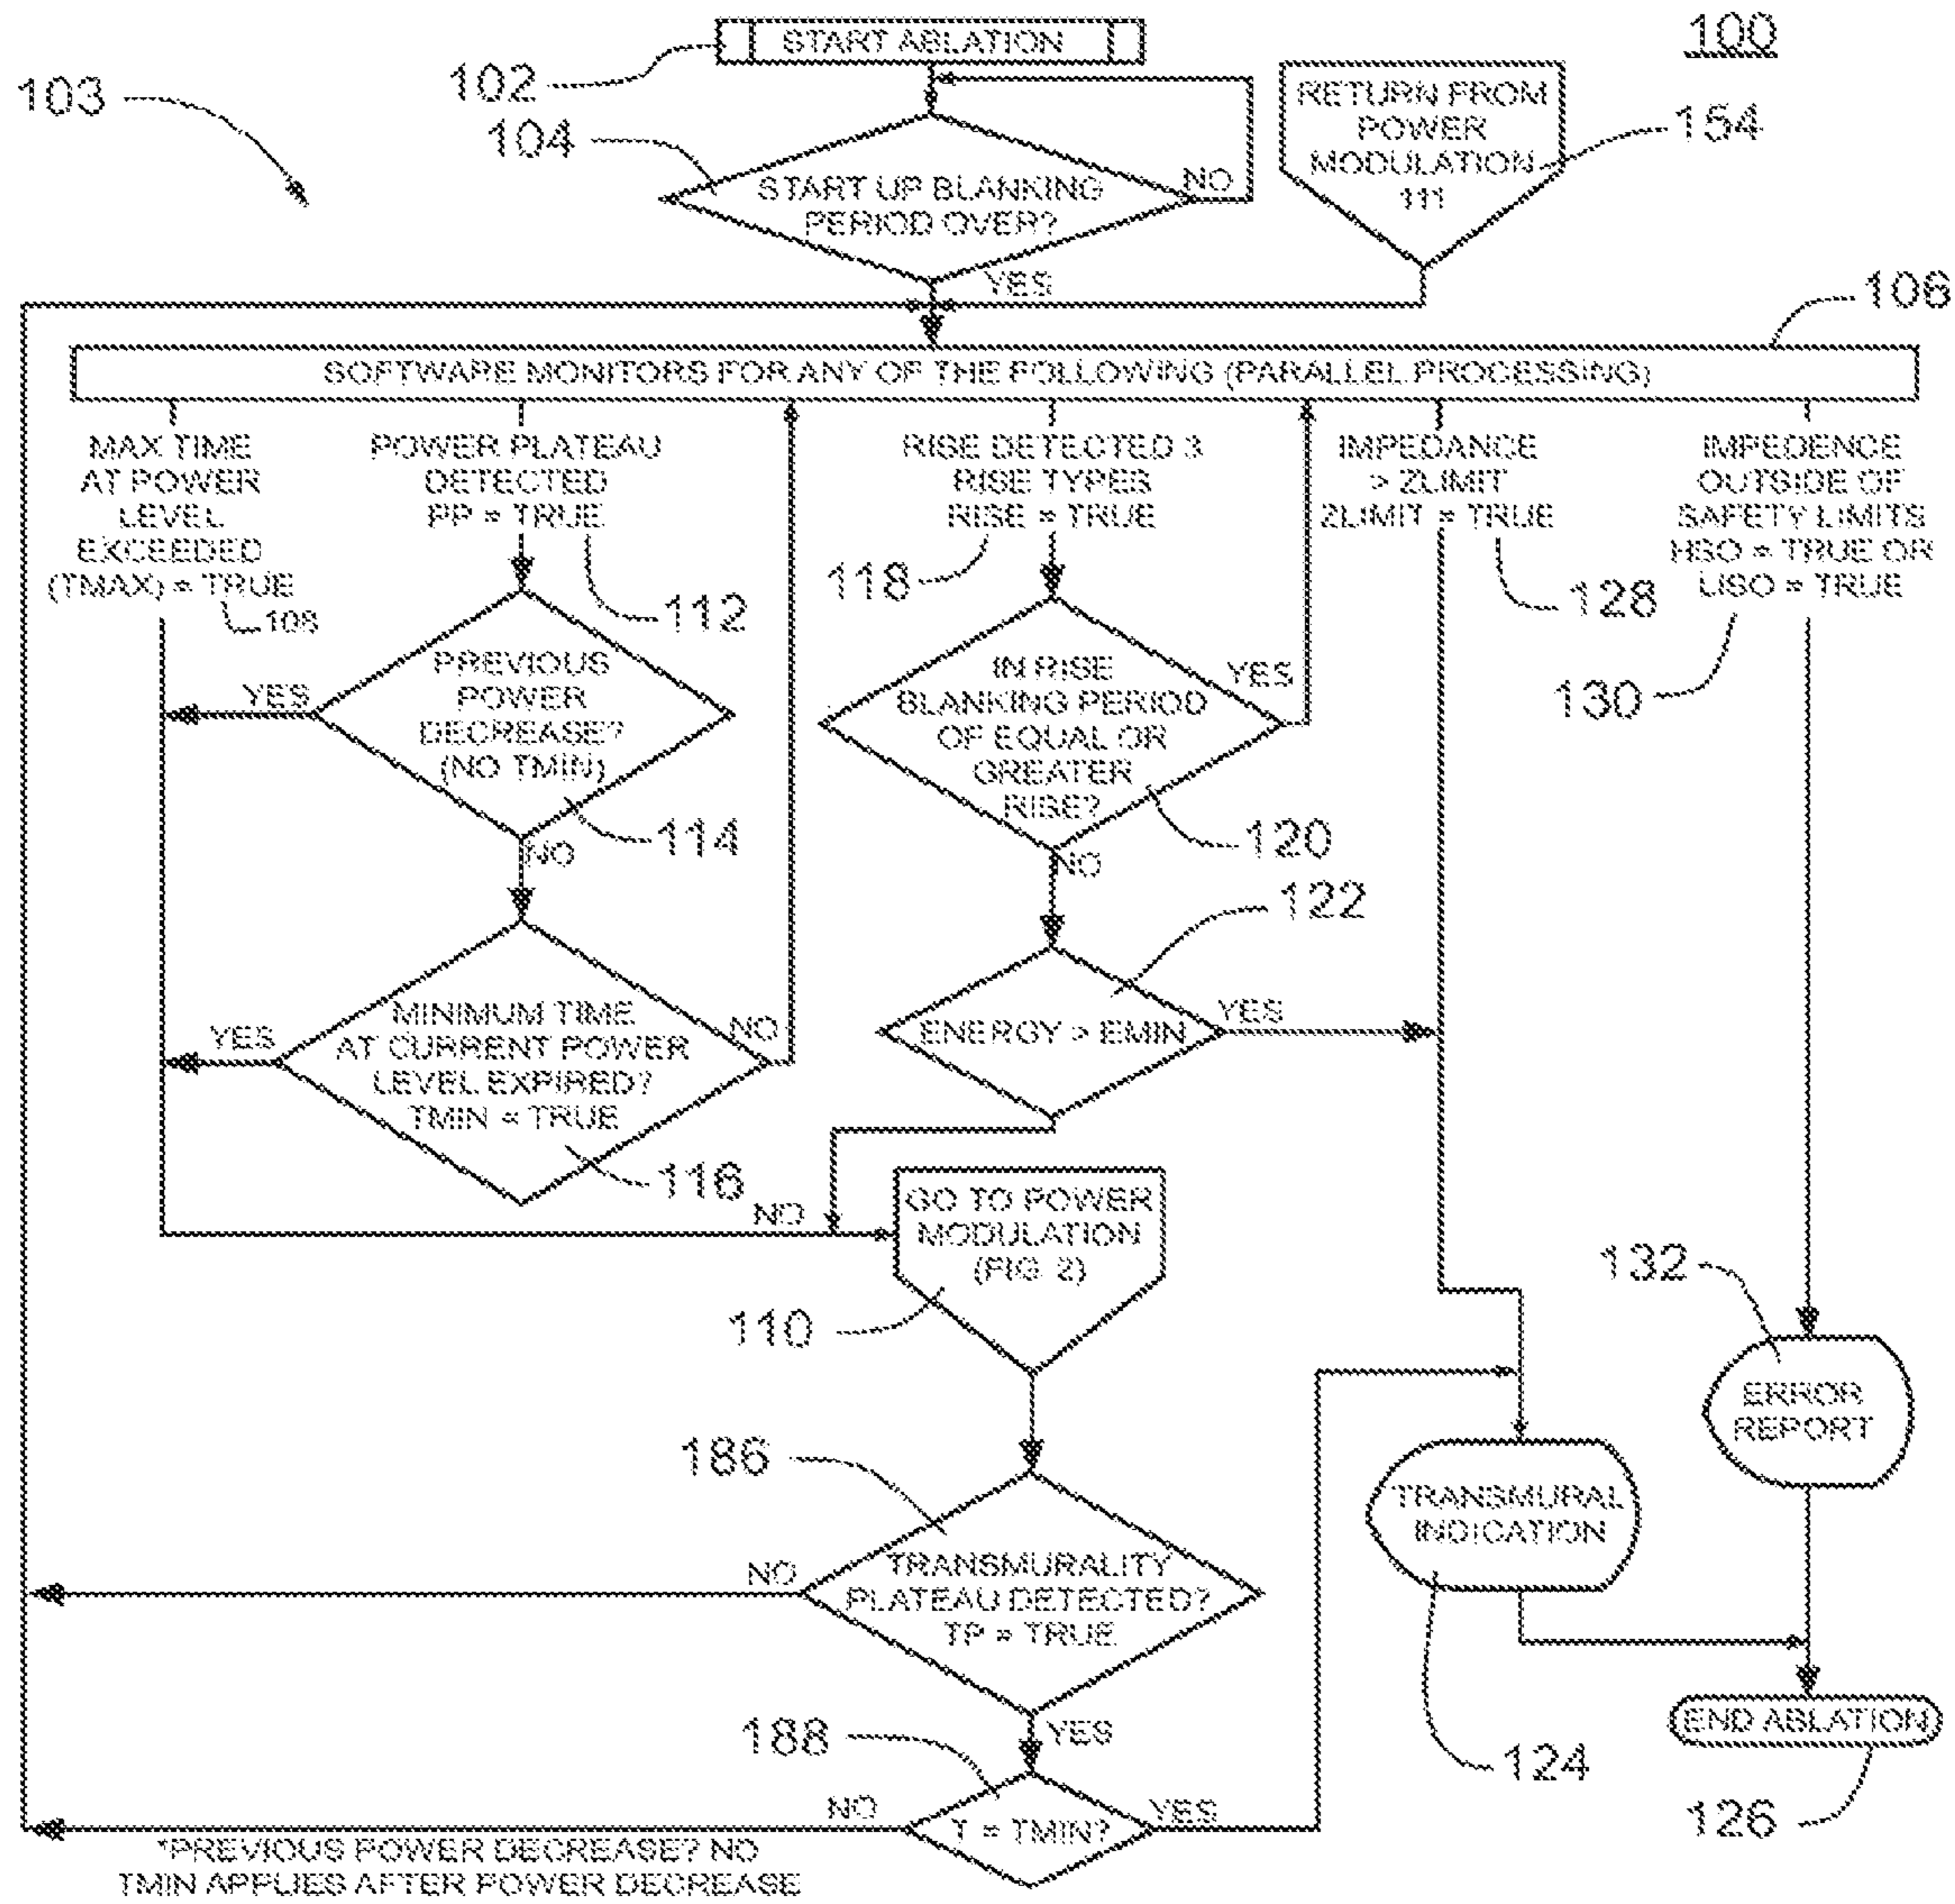 100
START ABLATION
102
103
104
RETURN FROM
POWER
MODULATION
111
154
START UP BLANKING
PERIOD OVER?
NO
YES
106
SOFTWARE MONITORS FOR ANY OF THE FOLLOWING (PARALLEL PROCESSING)
MAX TIME
AT POWER
LEVEL
EXCEEDED
(TMAX) = TRUE
108
POWER PLATEAU
DETECTED
PP = TRUE
112
RISE DETECTED 3
RISE TYPES
RISE = TRUE
118
IMPEDANCE
> ZLIMIT
ZLIMIT = TRUE
128
IMPEDENCE
OUTSIDE OF
SAFETY LIMITS
HSO = TRUE OR
LISO = TRUE
130
PREVIOUS
POWER
DECREASE?
(NO TMIN)
YES
114
NO
IN RISE
BLANKING PERIOD
OF EQUAL OR
GREATER
RISE?
YES
120
NO
122
MINIMUM TIME
AT CURRENT POWER
LEVEL EXPIRED?
TMIN = TRUE
YES
NO
116
ENERGY > EMIN
YES
NO
GO TO POWER
MODULATION
(FIG. 2)
110
132
ERROR
REPORT
186
TRANSMURALITY
PLATEAU DETECTED?
TP = TRUE
NO
YES
TRANSMURAL
INDICATION
124
188
T = TMIN?
NO
YES
END ABLATION
126
*PREVIOUS POWER DECREASE? NO
TMIN APPLIES AFTER POWER DECREASE